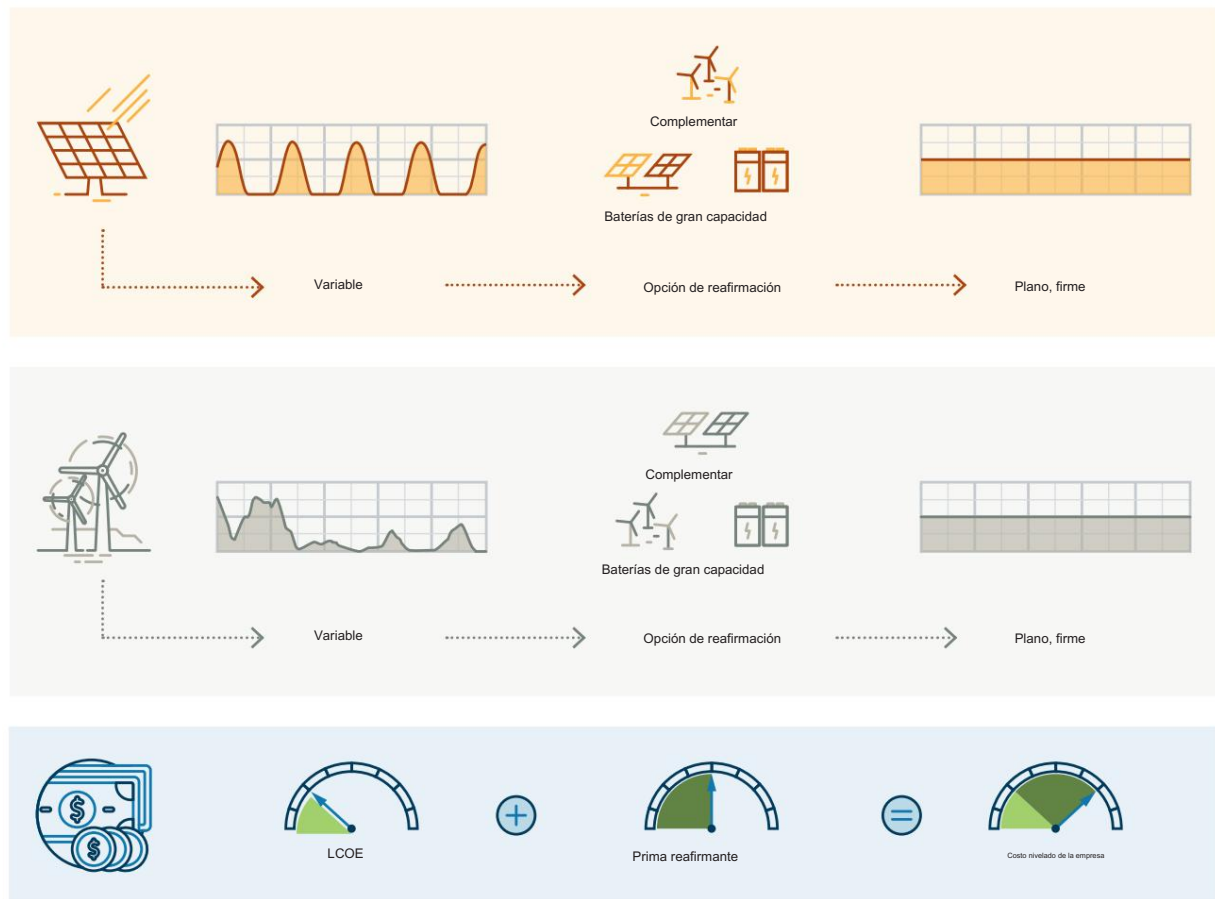 Complementar
Baterías de gran capacidad
Variable
Opción de reafirmación
Plano, firme
Complementar
Baterías de gran capacidad
Variable
Opción de reafirmación
Plano, firme
LCOE
Prima reafirmante
Costo nivelado de la empresa